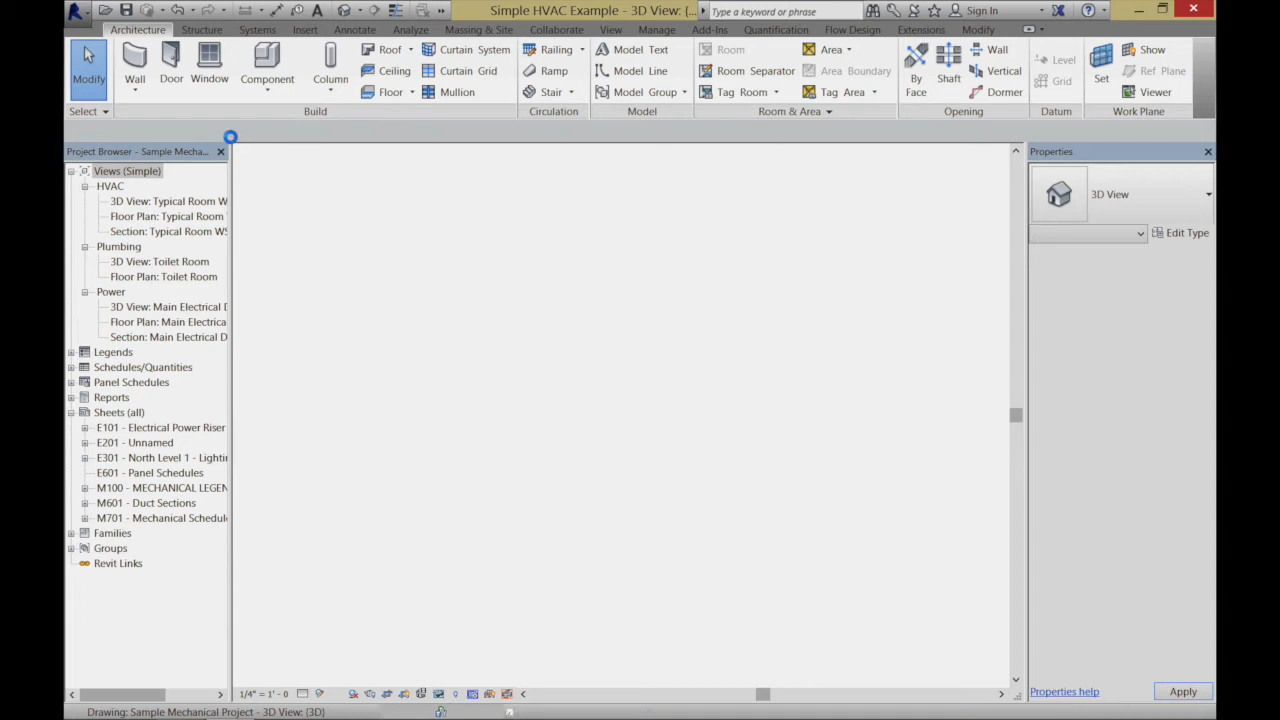 Simple HVAC Example - 3D View: {...
Type a keyword or phrase
Sign In
Architecture Structure Systems Insert Annotate Analyze Massing & Site Collaborate View Manage Add-Ins Quantification Flow Design Extensions Modify
Modify
Wall
Door
Window
Component
Column
Roof
Ceiling
Floor
Curtain System
Curtain Grid
Mullion
Railing
Ramp
Stair
Model Text
Model Line
Model Group
Room
Room Separator
Tag Room
Area
Area Boundary
Tag Area
By
Face
Shaft
Wall
Vertical
Dormer
Level
Grid
Set
Show
Ref Plane
Viewer
Select Build Circulation Model Room & Area Opening Datum Work Plane
Project Browser - Sample Mecha...
Views (Simple)
HVAC
3D View: Typical Room W
Floor Plan: Typical Room
Section: Typical Room WS
Plumbing
3D View: Toilet Room
Floor Plan: Toilet Room
Power
3D View: Main Electrical D
Floor Plan: Main Electrica
Section: Main Electrical D
Legends
Schedules/Quantities
Panel Schedules
Reports
Sheets (all)
E101 - Electrical Power Riser
E201 - Unnamed
E301 - North Level 1 - Lightin
E601 - Panel Schedules
M100 - MECHANICAL LEGEN
M601 - Duct Sections
M701 - Mechanical Schedul
Families
Groups
Revit Links
Properties
3D View
Edit Type
Properties help
Apply
1/4" = 1'-0
Drawing: Sample Mechanical Project - 3D View: {3D}